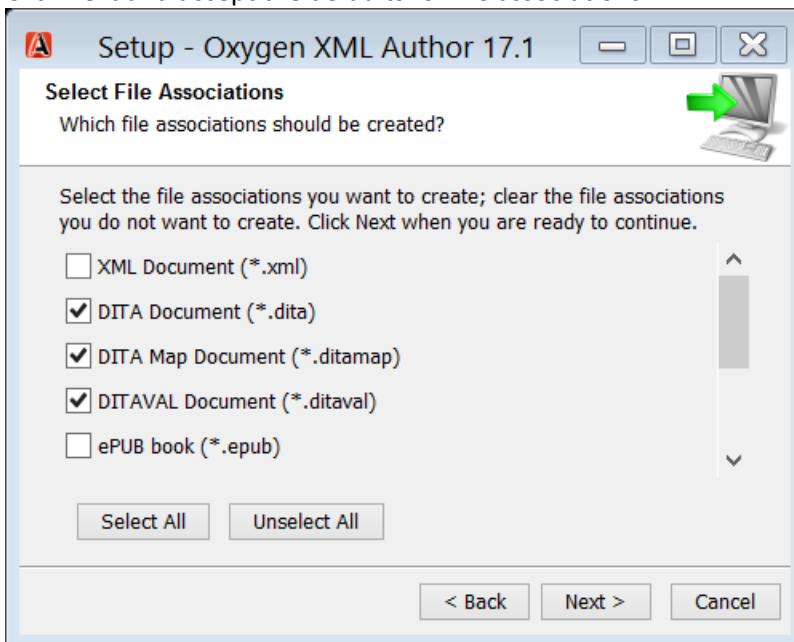 Setup - Oxygen XML Author 17.1
Select File Associations
Which file associations should be created?
Select the file associations you want to create; clear the file associations
you do not want to create. Click Next when you are ready to continue.
XML Document (*.xml)
DITA Document (*.dita)
DITA Map Document (*.ditamap)
DITAVAL Document (*.ditaval)
ePUB book (*.epub)
Select All Unselect All
< Back Next > Cancel